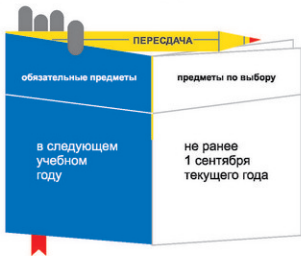 ПЕРЕСДАЧА
обязательные предметы
предметы по выбору
в следующем
учебном
году
не ранее
1 сентября
текущего года